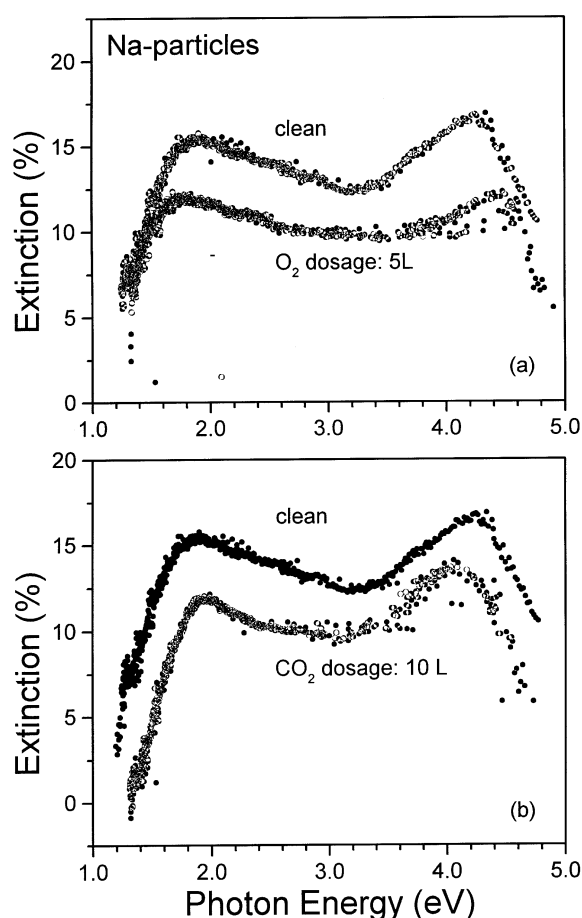 Na-particles
20
15
10
5
0
Extinction (%)
clean
O₂ dosage: 5L
(a)
1.0 2.0 3.0 4.0 5.0
20
15
10
5
0
Extinction (%)
clean
CO₂ dosage: 10 L
(b)
1.0 2.0 3.0 4.0 5.0
Photon Energy (eV)